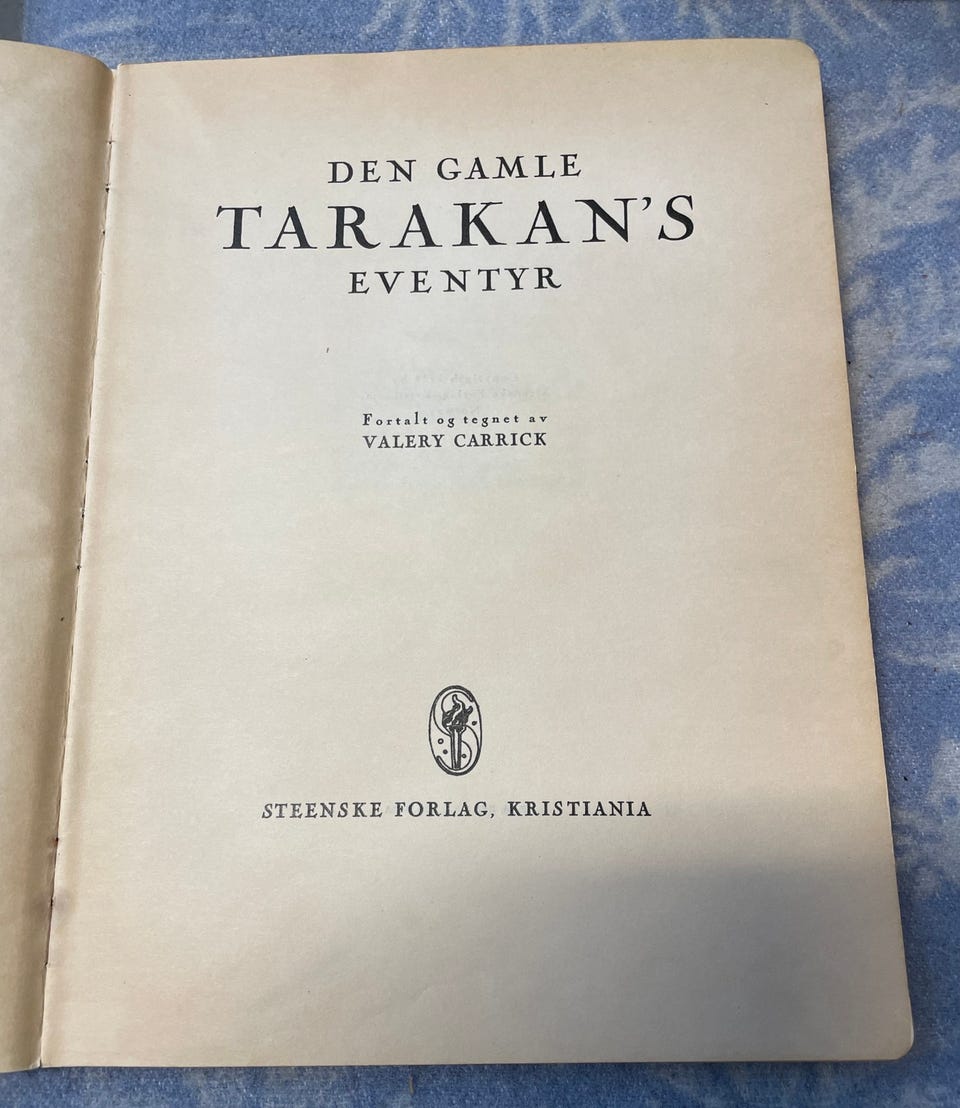 DEN GAMLE
TARAKAN'S
EVENTYR
Fortalt og tegnet av
VALERY CARRICK
STEENSKE FORLAG, KRISTIANIA